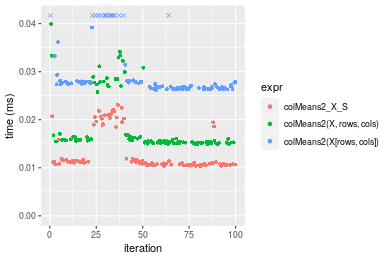 0.04
0.03
0.02
0.01
0.00
time (ms)
0
25
50
75
100
iteration
expr
colMeans2_X_S
colMeans2(X, rows, cols)
colMeans2(X[rows, cols])